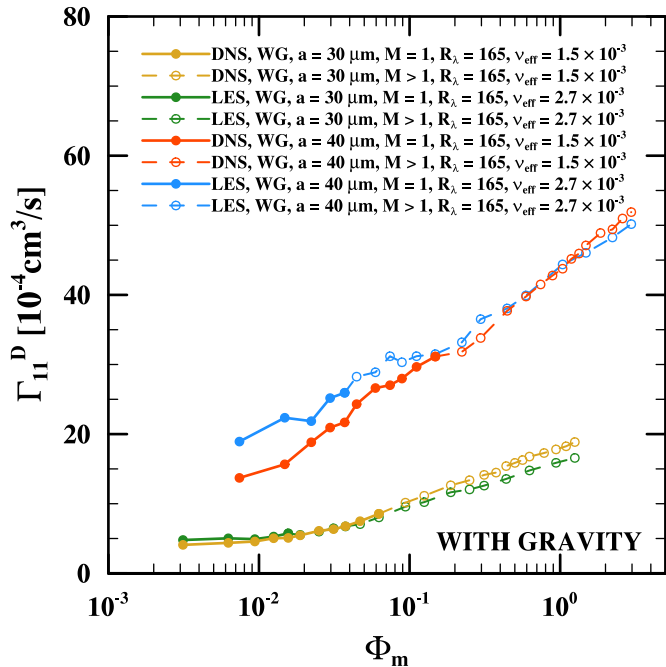 80
DNS, WG, a = 30 μm, M = 1, R_λ = 165, ν_eff = 1.5 × 10^-3
DNS, WG, a = 30 μm, M > 1, R_λ = 165, ν_eff = 1.5 × 10^-3
LES, WG, a = 30 μm, M = 1, R_λ = 165, ν_eff = 2.7 × 10^-3
LES, WG, a = 30 μm, M > 1, R_λ = 165, ν_eff = 2.7 × 10^-3
DNS, WG, a = 40 μm, M = 1, R_λ = 165, ν_eff = 1.5 × 10^-3
DNS, WG, a = 40 μm, M > 1, R_λ = 165, ν_eff = 1.5 × 10^-3
LES, WG, a = 40 μm, M = 1, R_λ = 165, ν_eff = 2.7 × 10^-3
LES, WG, a = 40 μm, M > 1, R_λ = 165, ν_eff = 2.7 × 10^-3
60
40
20
0
Γ_11^D [10^-4 cm^3/s]
WITH GRAVITY
10^-3
10^-2
10^-1
10^0
Φ_m